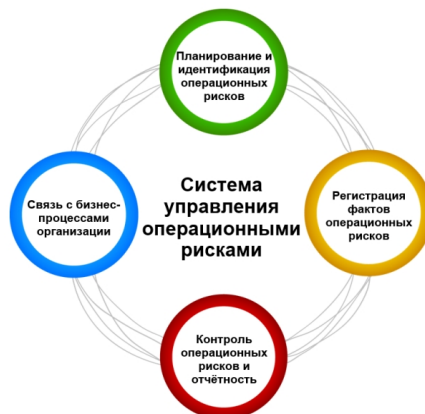 Планирование и
идентификация
операционных
рисков
Связь с бизнес-
процессами
организации
Система
управления
операционными
рисками
Регистрация
фактов
операционных
рисков
Контроль
операционных
рисков и
отчётность